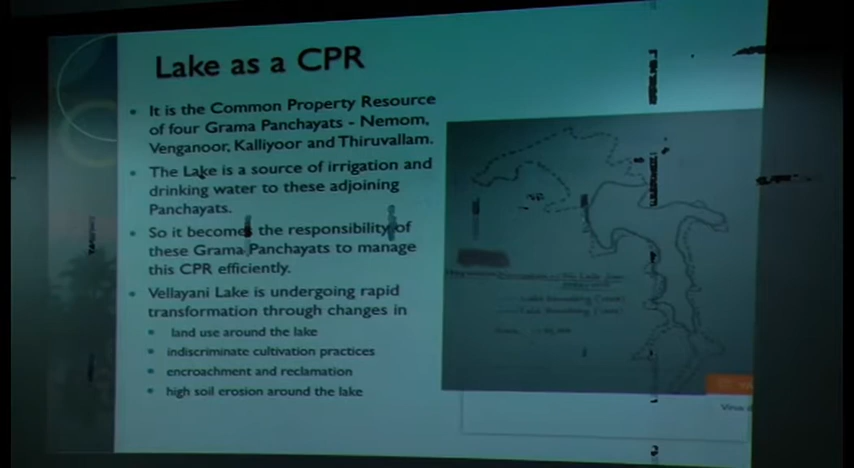 Lake as a CPR
It is the Common Property Resource
of four Grama Panchayats - Nemom,
Venganoor, Kalliyoor and Thiruvallam.
The Lake is a source of irrigation and
drinking water to these adjoining
Panchayats.
So it becomes the responsibility of
these Grama Panchayats to manage
this CPR efficiently.
Vellayani Lake is undergoing rapid
transformation through changes in
land use around the lake
indiscriminate cultivation practices
encroachment and reclamation
high soil erosion around the lake